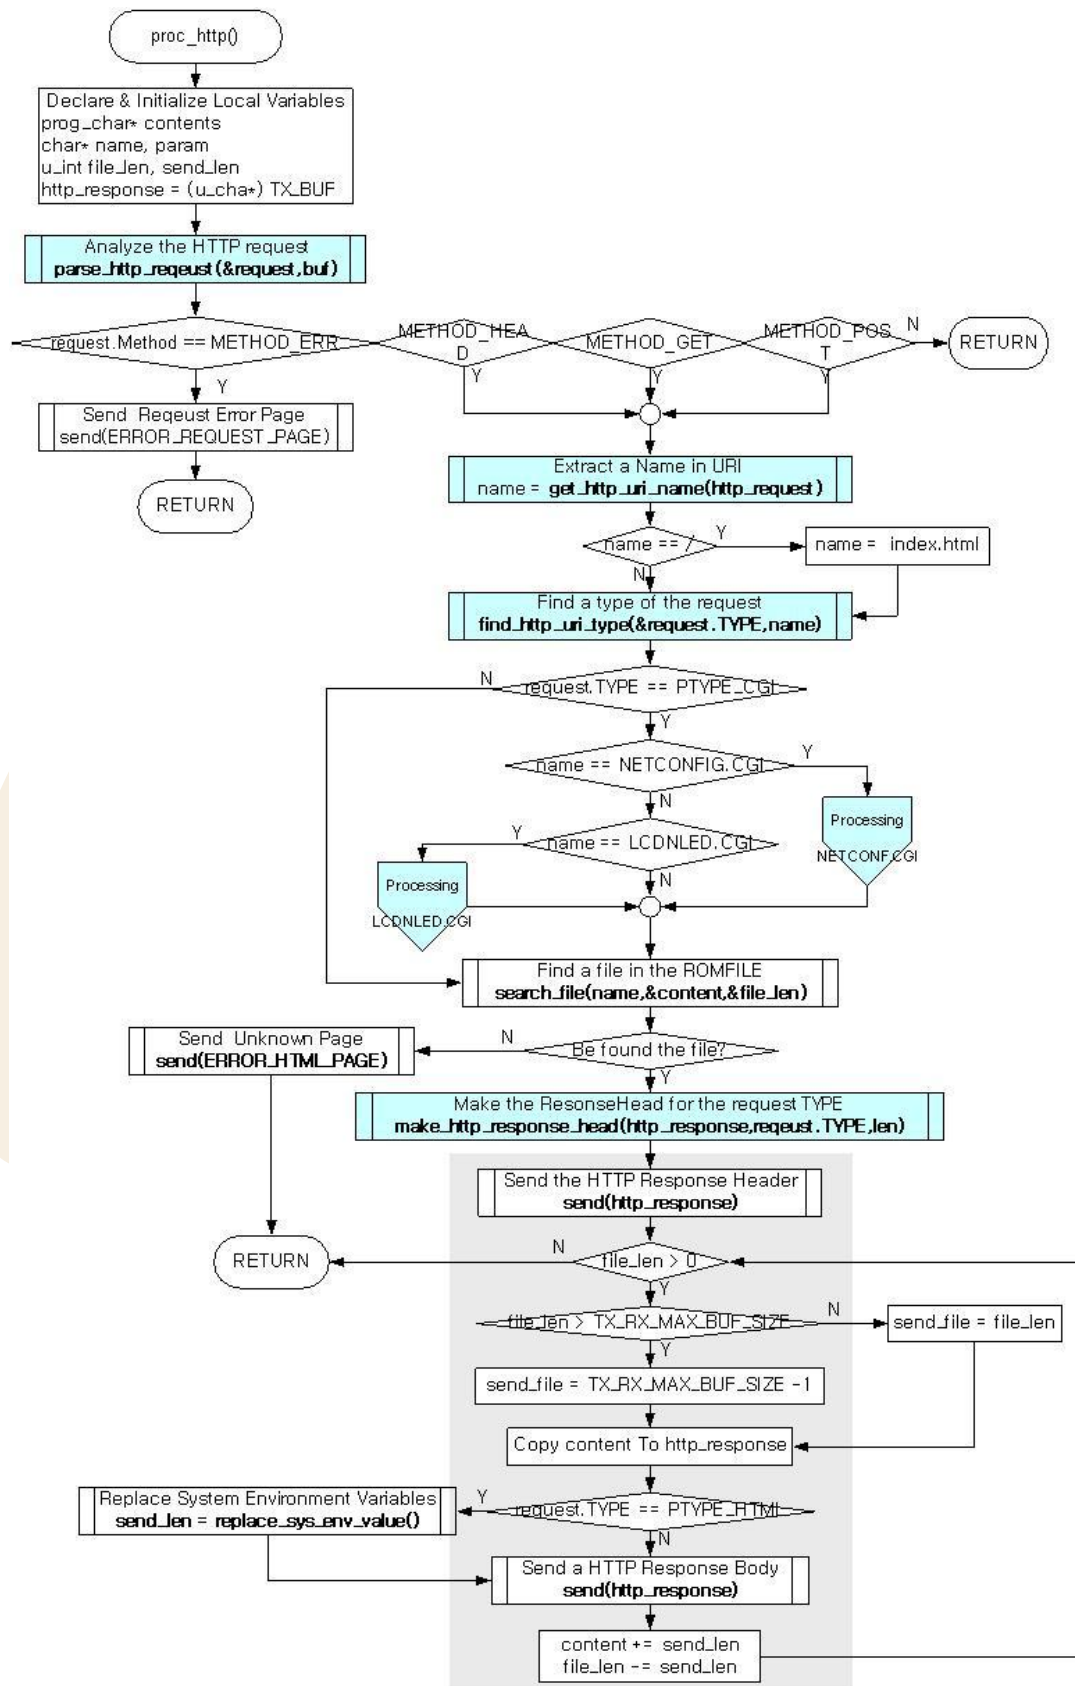 proc_http()
Declare & Initialize Local Variables
prog_char* contents
char* name, param
u_int file_len, send_len
http_response = (u_cha*) TX_BUF
Analyze the HTTP request
parse_http_reqeust(&request,buf)
request.Method == METHOD_ERR
METHOD_HEA
D
METHOD_GET
METHOD_POS
T
N
RETURN
Y
Y
Y
Y
Send Reqeust Error Page
send(ERROR_REQUEST_PAGE)
RETURN
Extract a Name in URI
name = get_http_uri_name(http_request)
name == /
Y
name = index.html
N
Find a type of the request
find_http_uri_type(&request.TYPE,name)
N
request.TYPE == PTYPE_CGI
Y
name == NETCONFIG.CGI
Y
N
Processing
NETCONF.CGI
Y
name == LCDNLED.CGI
N
Processing
LCDNLED.CGI
Find a file in the ROMFILE
search_file(name,&content,&file_len)
Send Unknown Page
send(ERROR_HTML_PAGE)
N
Be found the file?
Y
Make the ResonseHead for the request TYPE
make_http_response_head(http_response,reqeust.TYPE,len)
Send the HTTP Response Header
send(http_response)
RETURN
N
file_len > 0
Y
file_len > TX_RX_MAX_BUF_SIZE
N
send_file = file_len
Y
send_file = TX_RX_MAX_BUF_SIZE -1
Copy content To http_response
Replace System Environment Variables
send_len = replace_sys_env_value()
Y
request.TYPE == PTYPE_HTMl
N
Send a HTTP Response Body
send(http_response)
content += send_len
file_len -= send_len